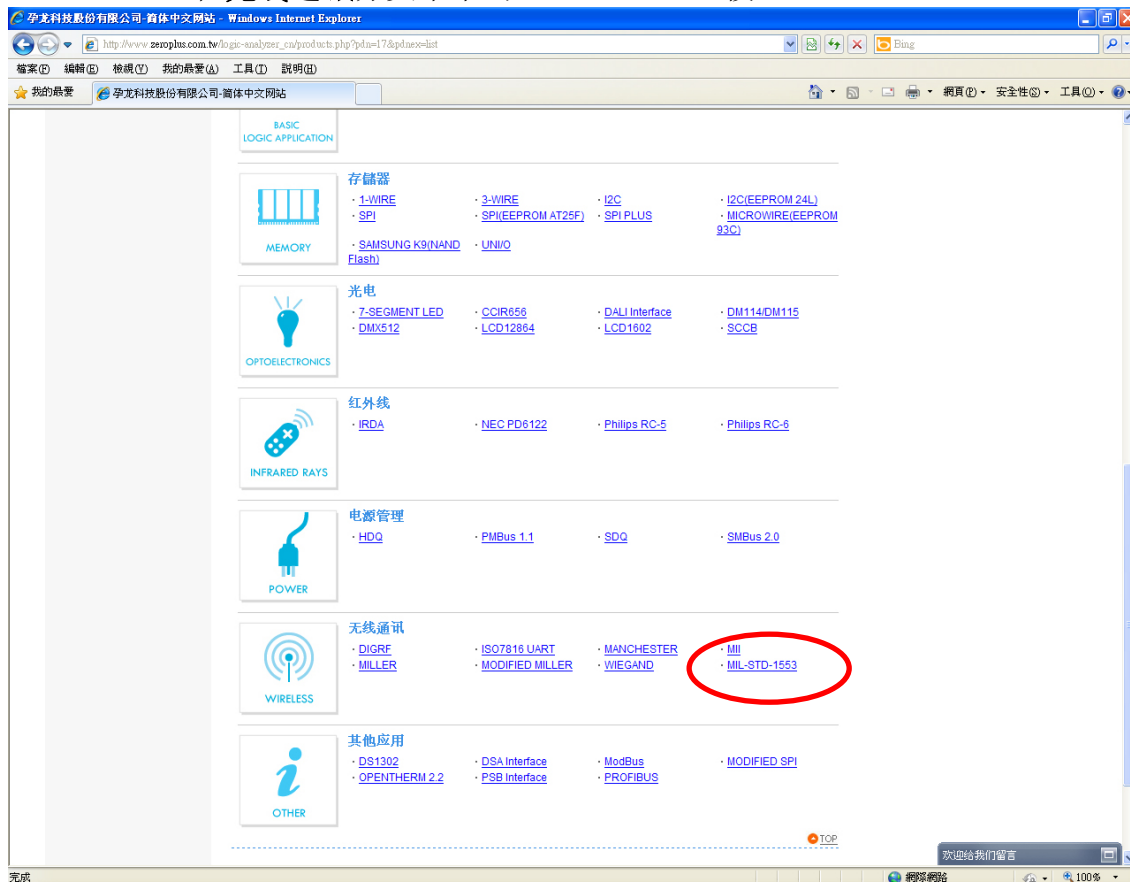 孕龙科技股份有限公司-简体中文网站 - Windows Internet Explorer
http://www.zeroplus.com.tw/logic-analyzer_cn/products.php?pdn=17&pdnex=list
Bing
檔案(F) 編輯(E) 檢視(V) 我的最愛(A) 工具(T) 說明(H)
我的最愛 孕龙科技股份有限公司-简体中文网站 網頁(P) 安全性(S) 工具(O)
BASIC
LOGIC APPLICATION
存儲器
· 1-WIRE · 3-WIRE · I2C · I2C(EEPROM 24L)
· SPI · SPI(EEPROM AT25F) · SPI PLUS · MICROWIRE(EEPROM
93C)
· SAMSUNG K9(NAND · UNI/O
Flash)
MEMORY
光电
· 7-SEGMENT LED · CCIR656 · DALI Interface · DM114/DM115
· DMX512 · LCD12864 · LCD1602 · SCCB
OPTOELECTRONICS
红外线
· IRDA · NEC PD6122 · Philips RC-5 · Philips RC-6
INFRARED RAYS
电源管理
· HDQ · PMBus 1.1 · SDQ · SMBus 2.0
POWER
无线通讯
· DIGRF · ISO7816 UART · MANCHESTER · MII
· MILLER · MODIFIED MILLER · WIEGAND · MIL-STD-1553
WIRELESS
其他应用
· DS1302 · DSA Interface · ModBus · MODIFIED SPI
· OPENTHERM 2.2 · PSB Interface · PROFIBUS
OTHER
TOP
欢迎给我们留言
完成 網際網路 100%